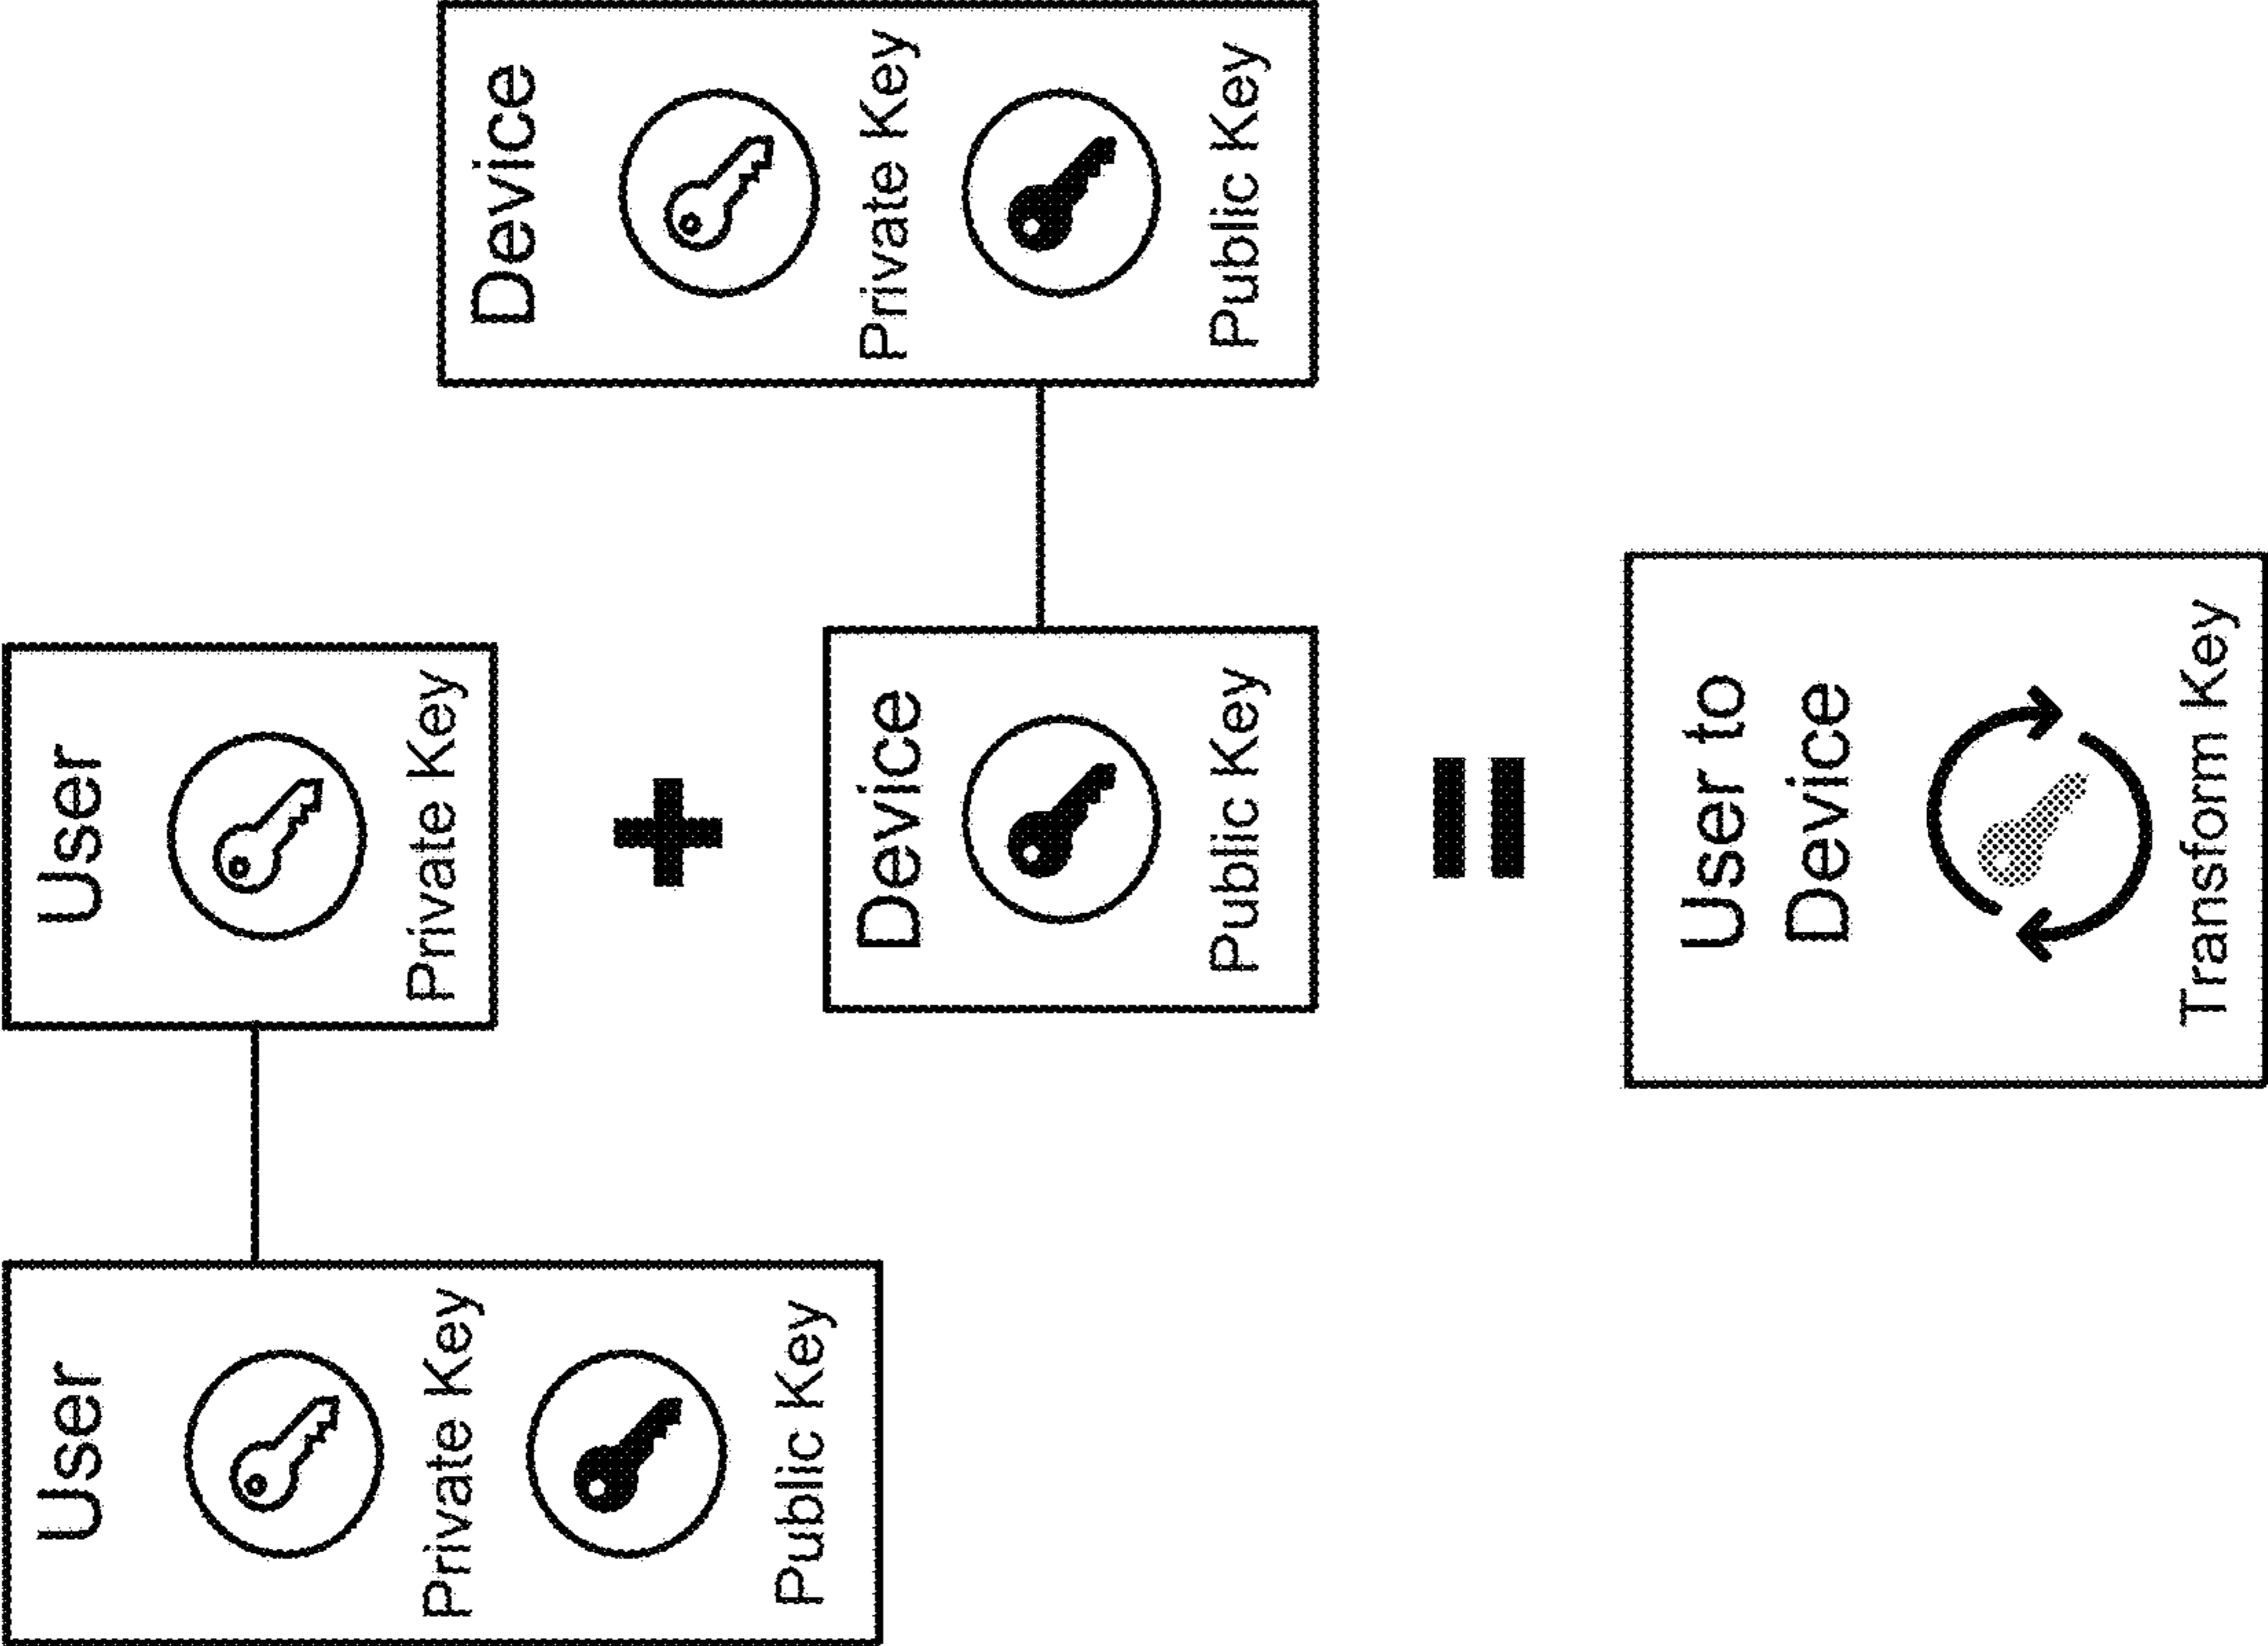 User
Private Key
Public Key
User
Private Key
+
Device
Public Key
=
User to
Device
Transform Key
Device
Private Key
Public Key